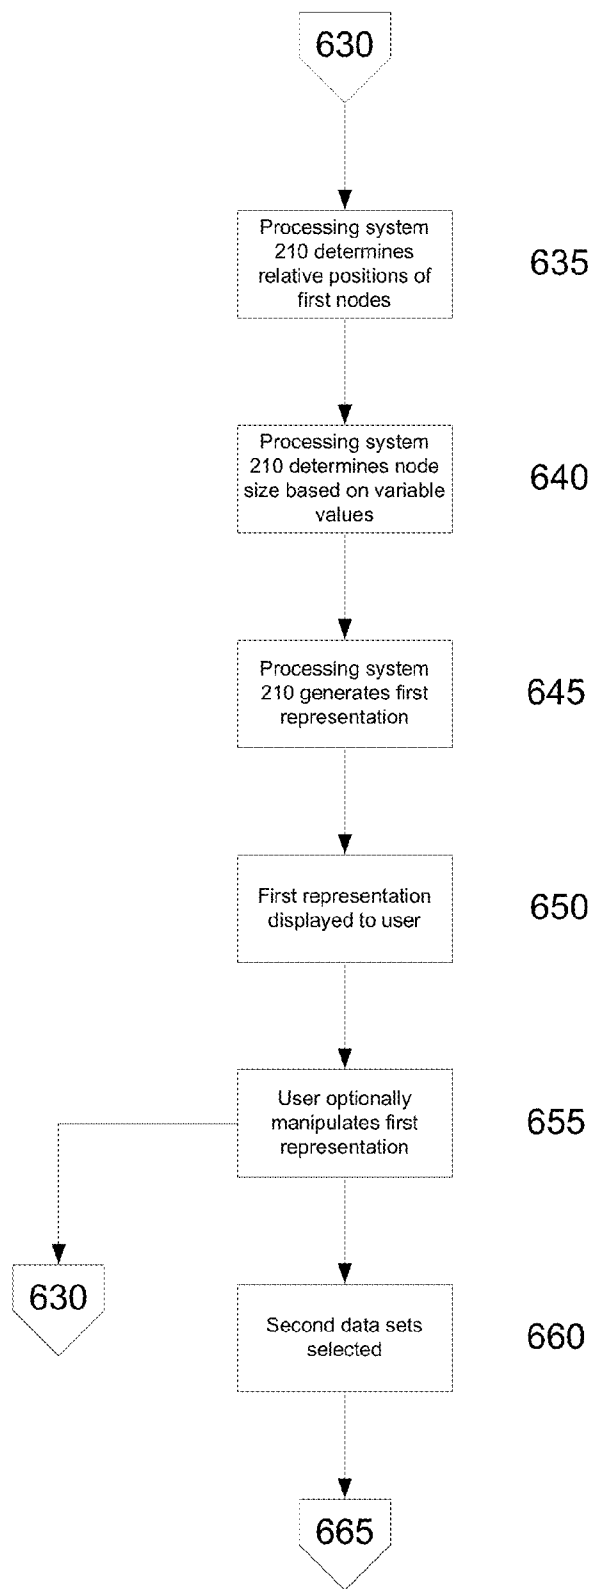 630
Processing system
210 determines
relative positions of
first nodes
635
Processing system
210 determines node
size based on variable
values
640
Processing system
210 generates first
representation
645
First representation
displayed to user
650
User optionally
manipulates first
representation
655
630
Second data sets
selected
660
665